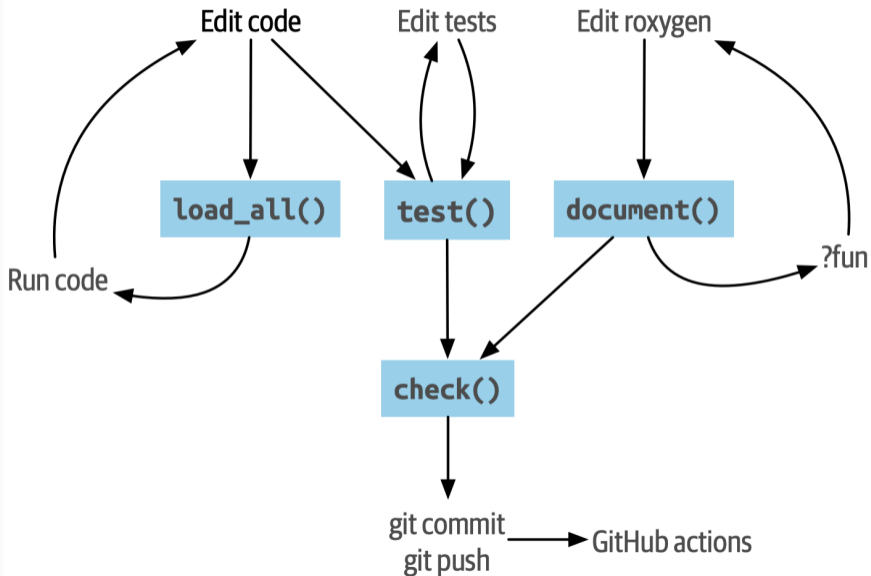 Edit code
Edit tests
Edit roxygen
load_all()
test()
document()
Run code
?fun
check()
git commit
git push
GitHub actions